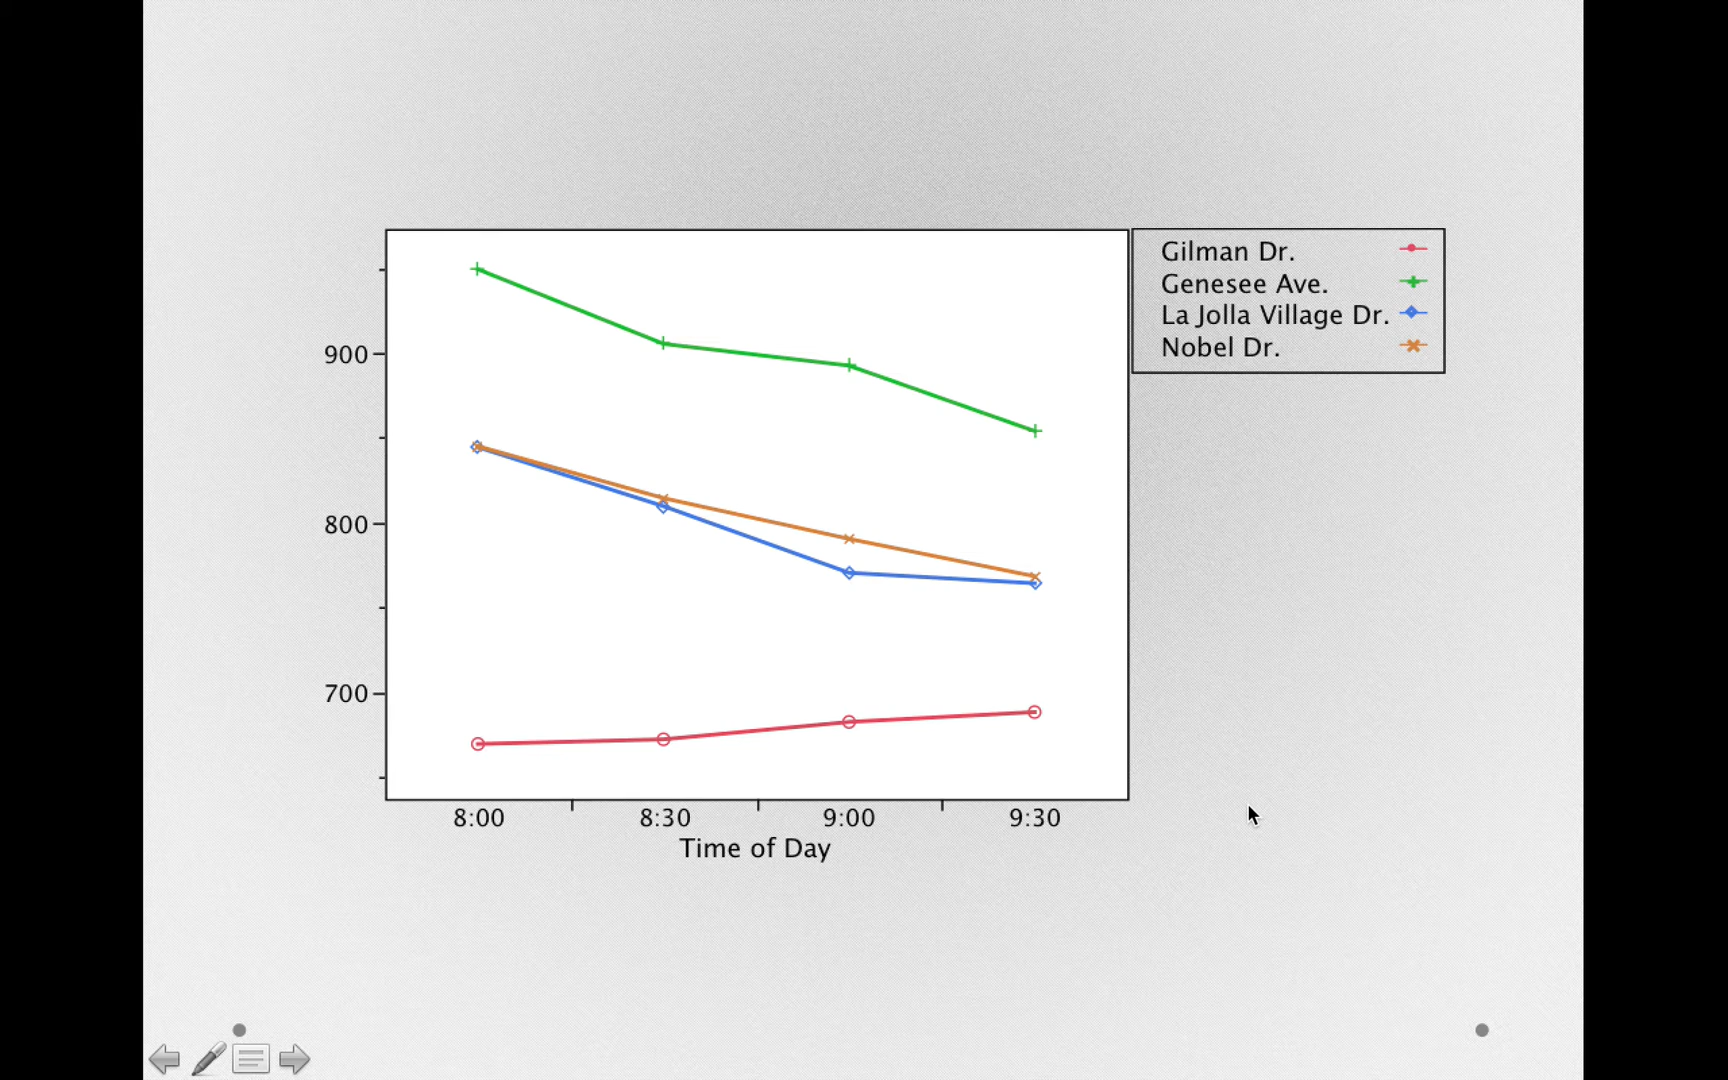 Gilman Dr.
Genesee Ave.
La Jolla Village Dr.
Nobel Dr.
900
800
700
8:00 8:30 9:00 9:30
Time of Day